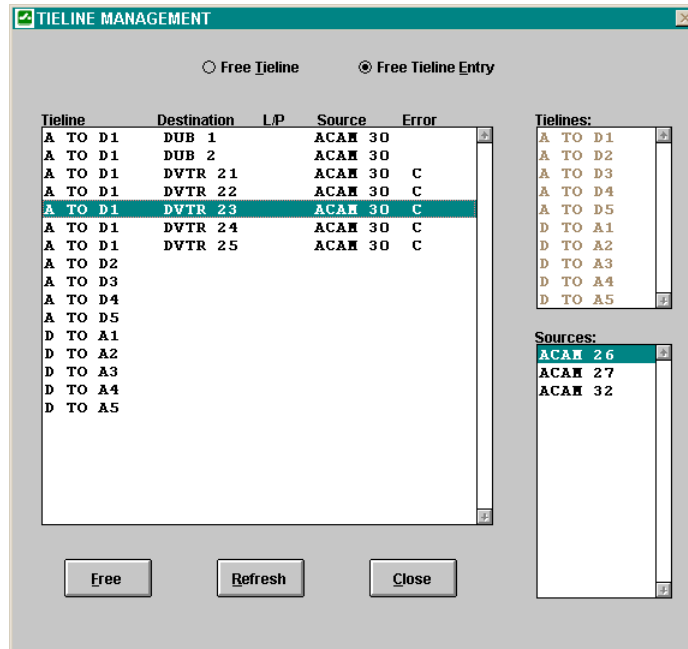 TIELINE MANAGEMENT
Free Tieline Free Tieline Entry
Tieline Destination L/P Source Error
A TO D1 DUB 1 ACAM 30
A TO D1 DUB 2 ACAM 30
A TO D1 DVTR 21 ACAM 30 C
A TO D1 DVTR 22 ACAM 30 C
A TO D1 DVTR 23 ACAM 30 C
A TO D1 DVTR 24 ACAM 30 C
A TO D1 DVTR 25 ACAM 30 C
A TO D2
A TO D3
A TO D4
A TO D5
D TO A1
D TO A2
D TO A3
D TO A4
D TO A5
Tielines:
A TO D1
A TO D2
A TO D3
A TO D4
A TO D5
D TO A1
D TO A2
D TO A3
D TO A4
D TO A5
Sources:
ACAM 26
ACAM 27
ACAM 32
Free Refresh Close